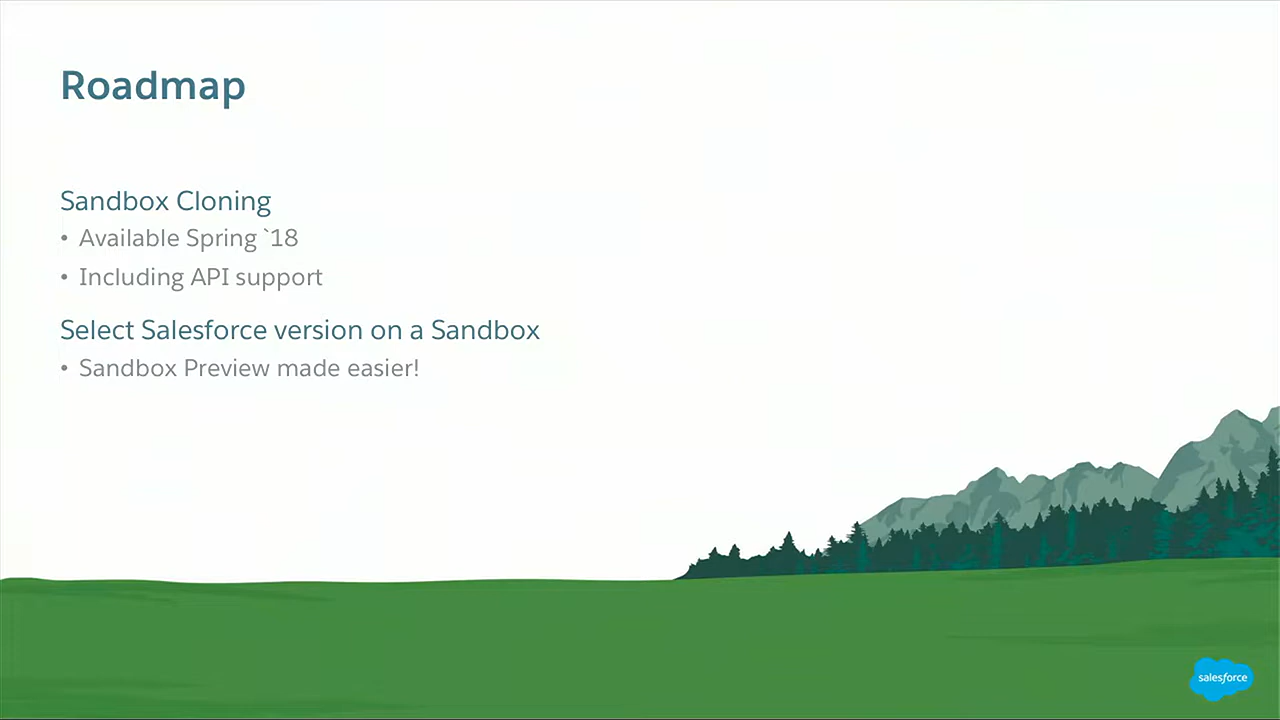 Roadmap
Sandbox Cloning
• Available Spring `18
• Including API support
Select Salesforce version on a Sandbox
• Sandbox Preview made easier!
salesforce